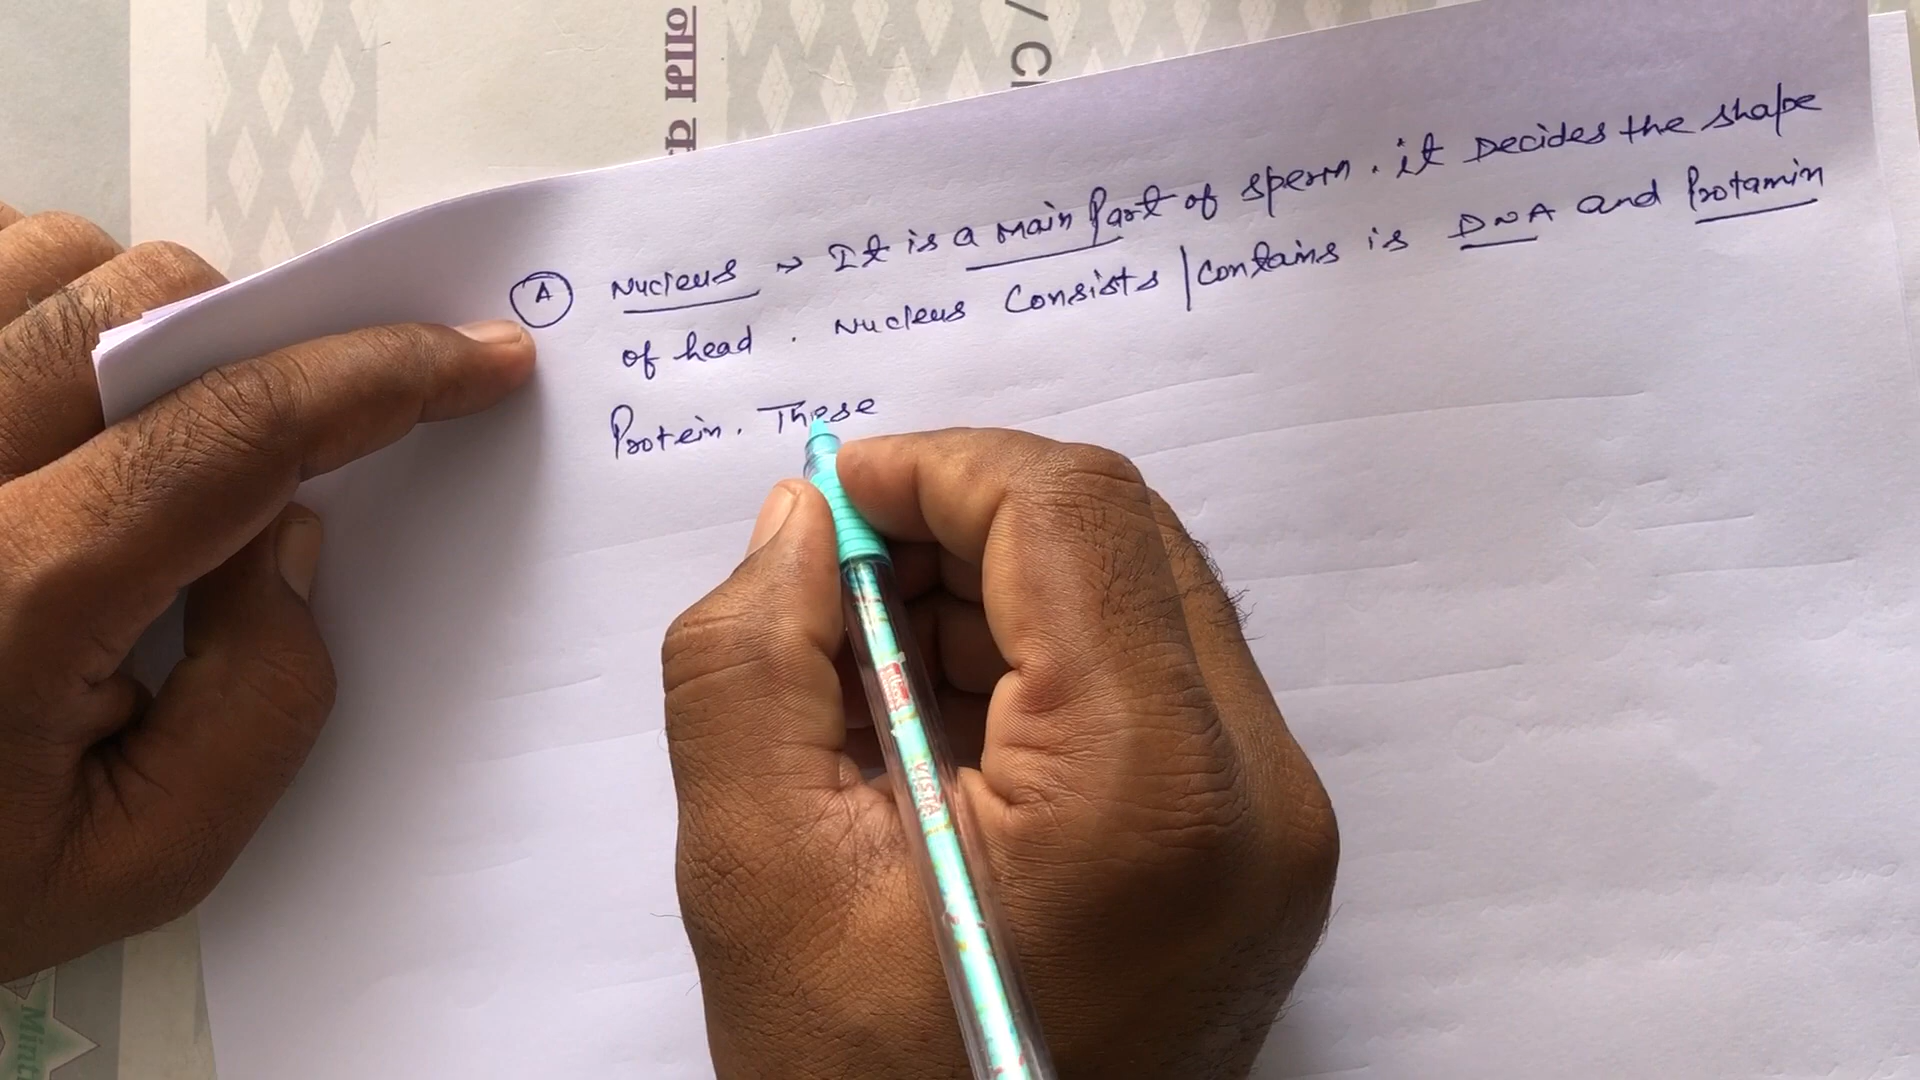 Ⓐ Nucleus → It is a main Part of sperm. it Decides the shape
of head. Nucleus Consists / Contains is DNA and Protamin
Protein. These
VISTA